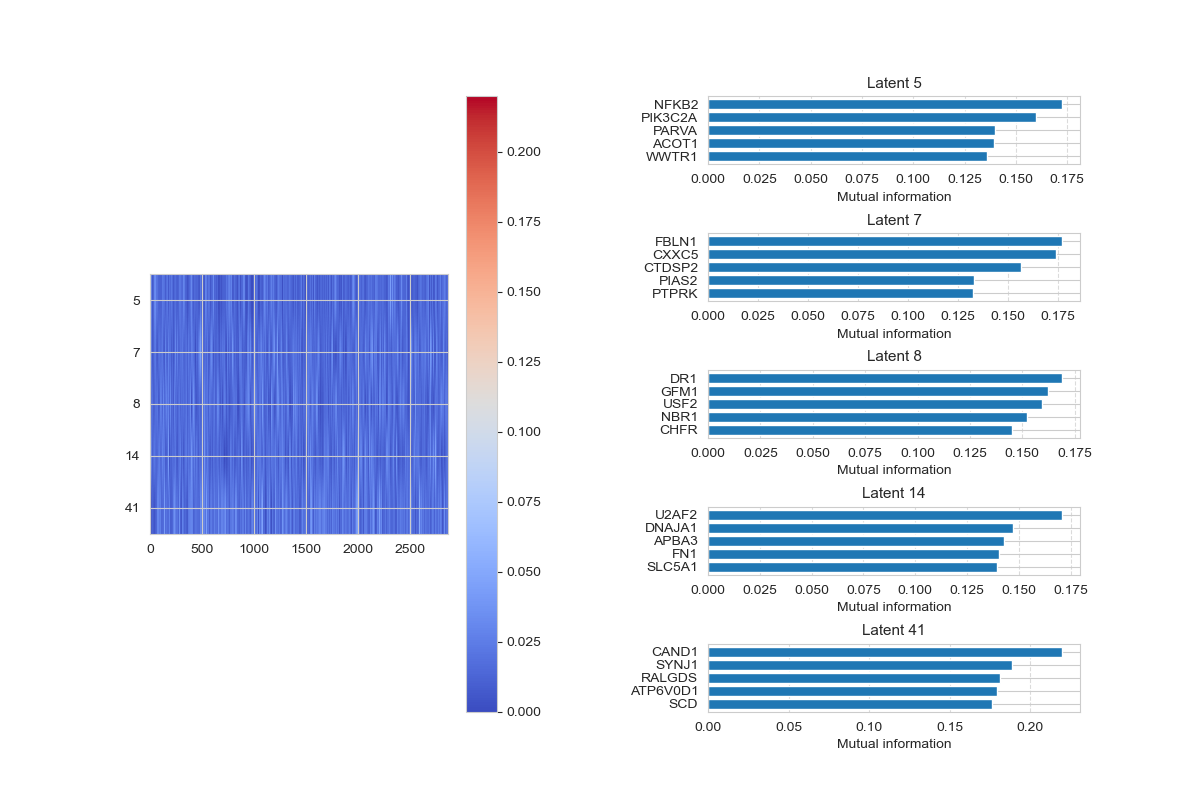 0.200
0.175
0.150
0.125
0.100
0.075
0.050
0.025
0.000
5
7
8
14
41
0 500 1000 1500 2000 2500
Latent 5
NFKB2
PIK3C2A
PARVA
ACOT1
WWTR1
0.000 0.025 0.050 0.075 0.100 0.125 0.150 0.175
Mutual information
Latent 7
FBLN1
CXXC5
CTDSP2
PIAS2
PTPRK
0.000 0.025 0.050 0.075 0.100 0.125 0.150 0.175
Mutual information
Latent 8
DR1
GFM1
USF2
NBR1
CHFR
0.000 0.025 0.050 0.075 0.100 0.125 0.150 0.175
Mutual information
Latent 14
U2AF2
DNAJA1
APBA3
FN1
SLC5A1
0.000 0.025 0.050 0.075 0.100 0.125 0.150 0.175
Mutual information
Latent 41
CAND1
SYNJ1
RALGDS
ATP6V0D1
SCD
0.00 0.05 0.10 0.15 0.20
Mutual information